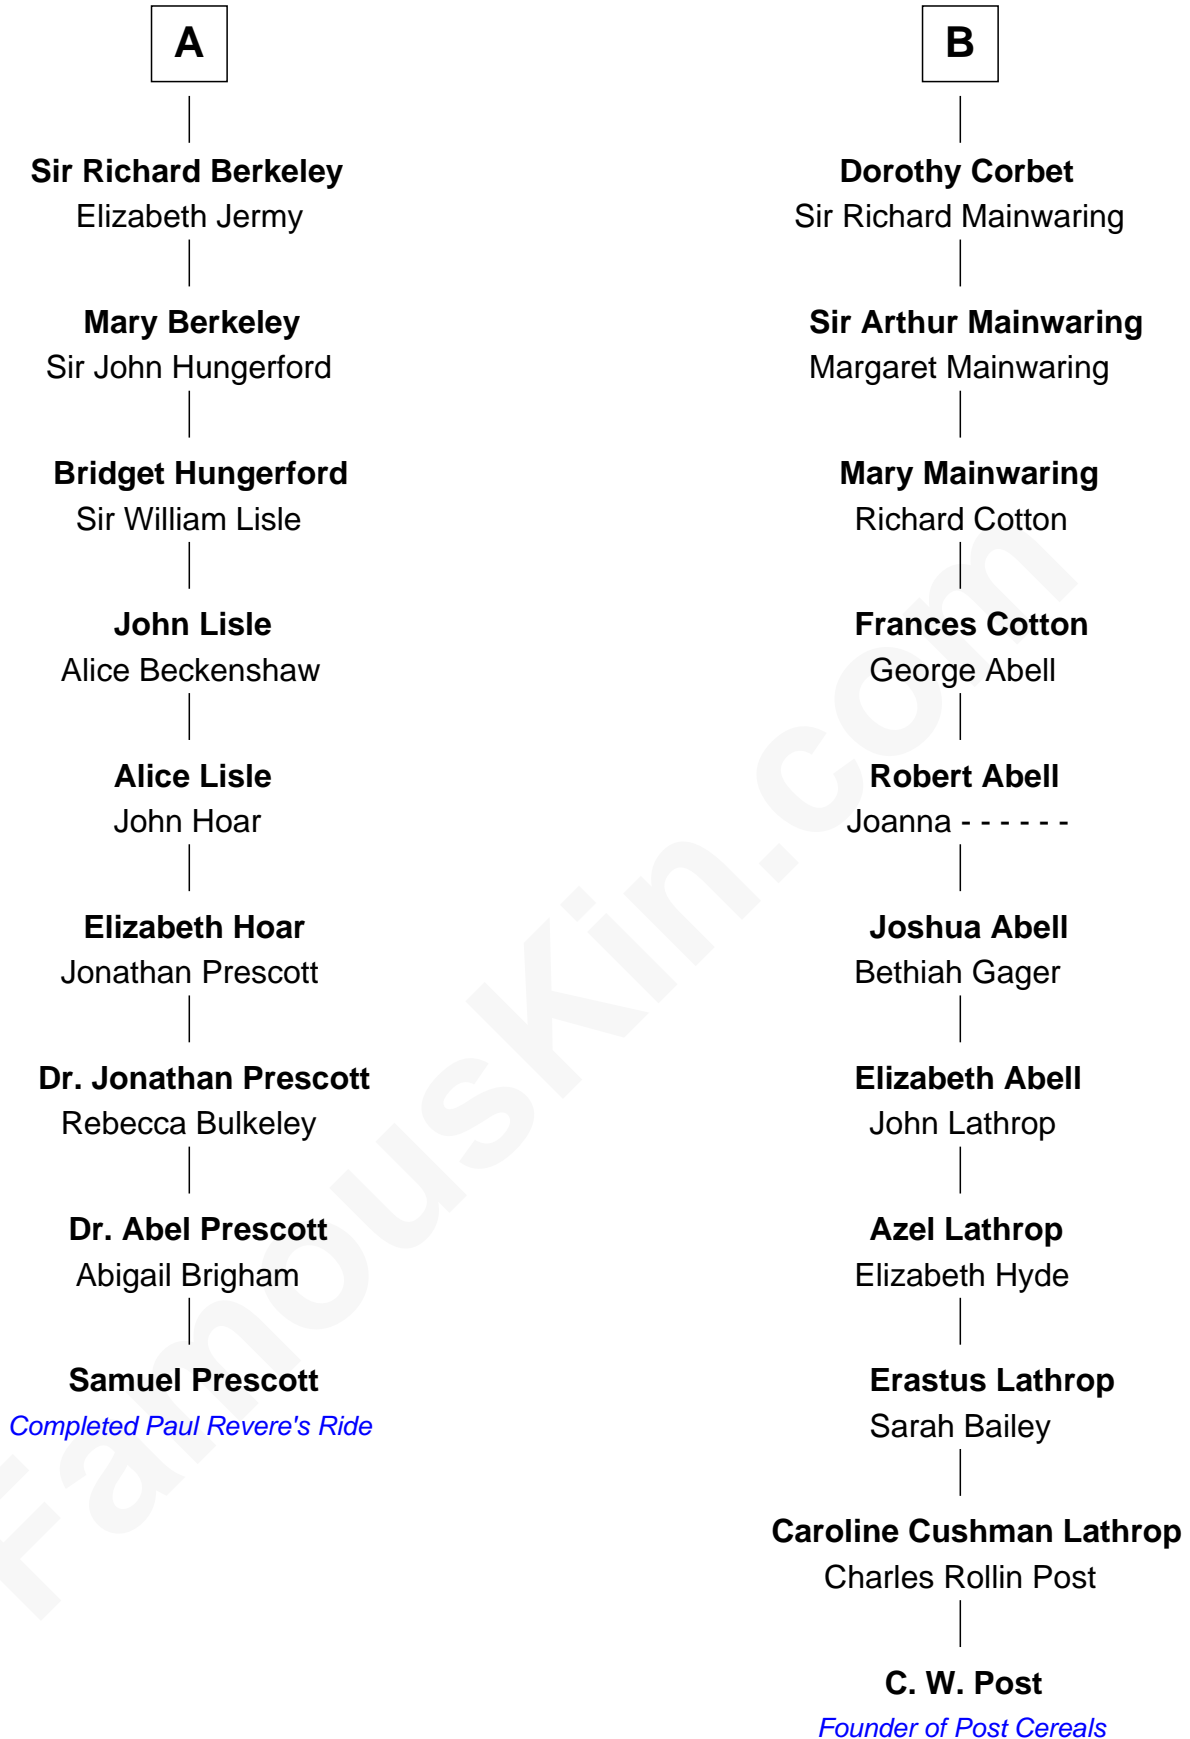 A
Sir Richard Berkeley
Elizabeth Jermy
Mary Berkeley
Sir John Hungerford
Bridget Hungerford
Sir William Lisle
John Lisle
Alice Beckenshaw
Alice Lisle
John Hoar
Elizabeth Hoar
Jonathan Prescott
Dr. Jonathan Prescott
Rebecca Bulkeley
Dr. Abel Prescott
Abigail Brigham
Samuel Prescott
Completed Paul Revere's Ride
B
Dorothy Corbet
Sir Richard Mainwaring
Sir Arthur Mainwaring
Margaret Mainwaring
Mary Mainwaring
Richard Cotton
Frances Cotton
George Abell
Robert Abell
Joanna - - - - - -
Joshua Abell
Bethiah Gager
Elizabeth Abell
John Lathrop
Azel Lathrop
Elizabeth Hyde
Erastus Lathrop
Sarah Bailey
Caroline Cushman Lathrop
Charles Rollin Post
C. W. Post
Founder of Post Cereals
FamousKin.com